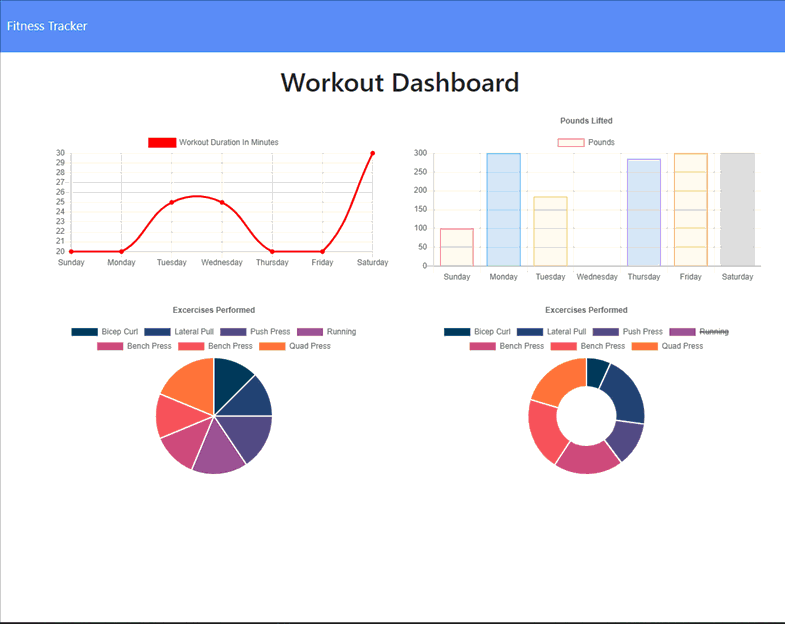 Fitness Tracker
Workout Dashboard
Workout Duration In Minutes
30
29
28
27
26
25
24
23
22
21
20
Sunday Monday Tuesday Wednesday Thursday Friday Saturday
Pounds Lifted
Pounds
300
250
200
150
100
50
0
Sunday Monday Tuesday Wednesday Thursday Friday Saturday
Excercises Performed
Bicep Curl Lateral Pull Push Press Running
Bench Press Bench Press Quad Press
Excercises Performed
Bicep Curl Lateral Pull Push Press Running
Bench Press Bench Press Quad Press